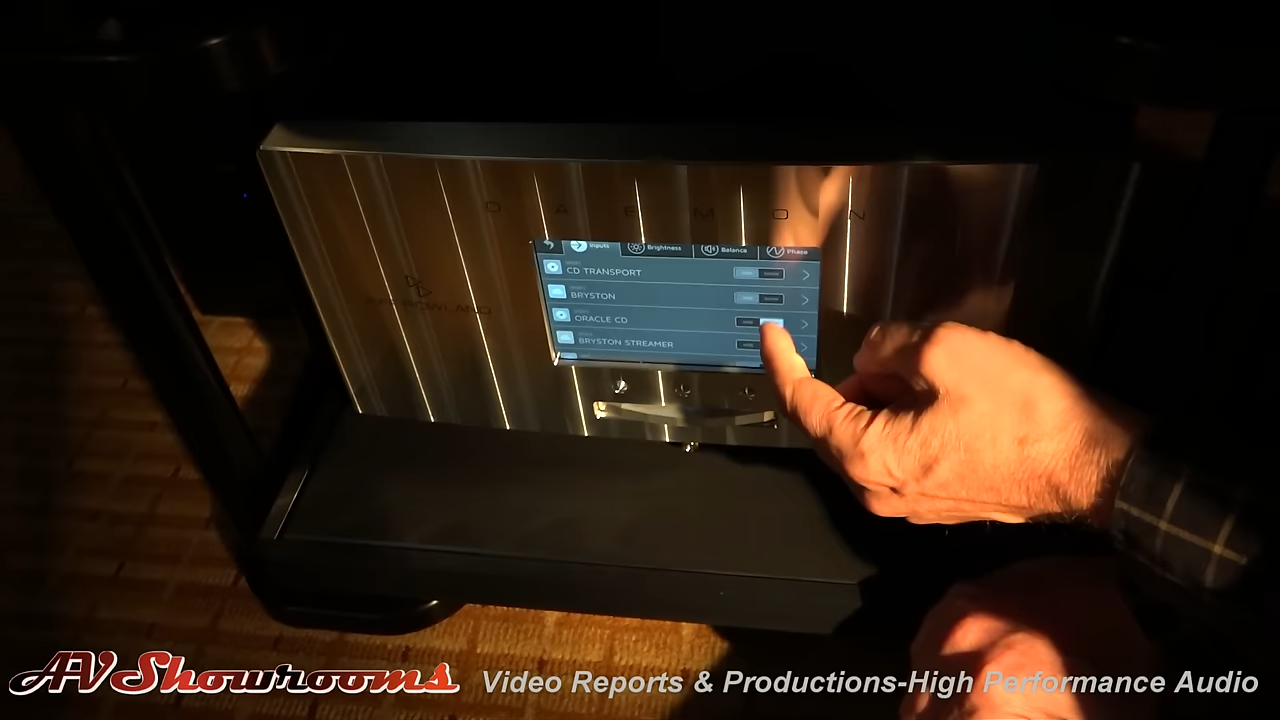 D A E M O N
Inputs Brightness Balance Phase
CD TRANSPORT
BRYSTON
ORACLE CD
BRYSTON STREAMER
AVShowrooms Video Reports & Productions-High Performance Audio